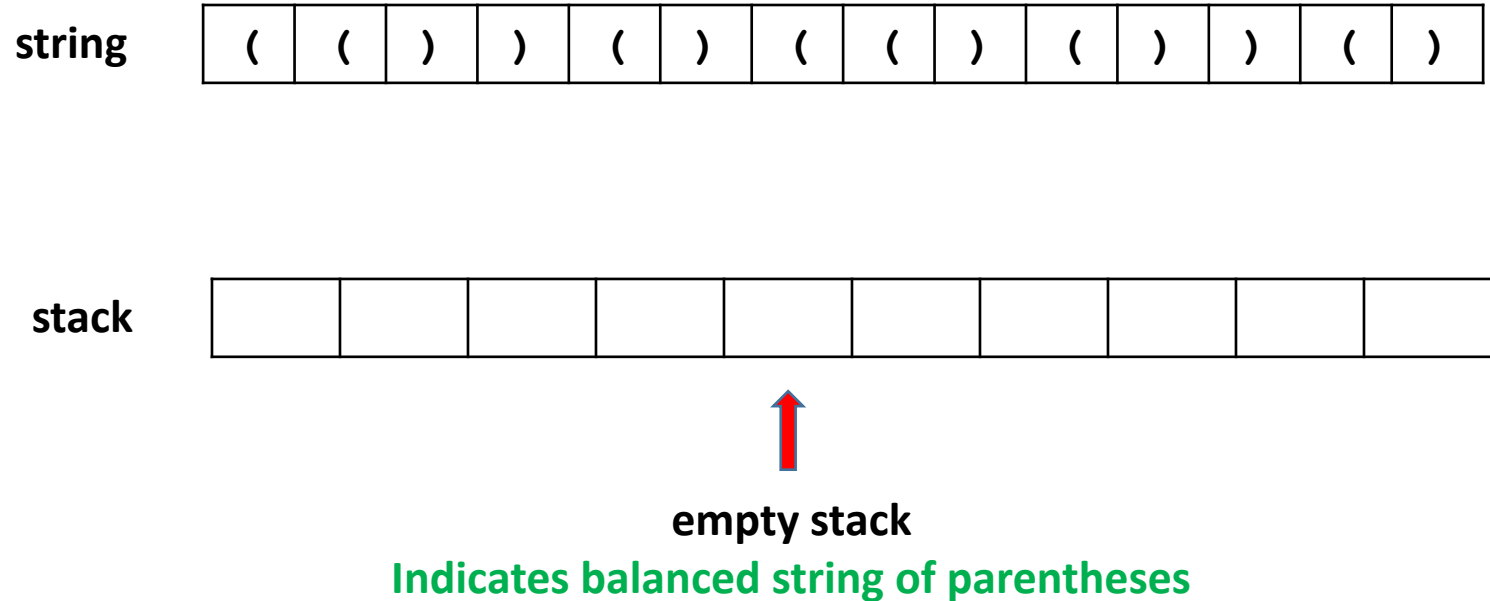 string ( ( ) ) ( ) ( ( ) ( ) ) ( )
stack
empty stack
Indicates balanced string of parentheses